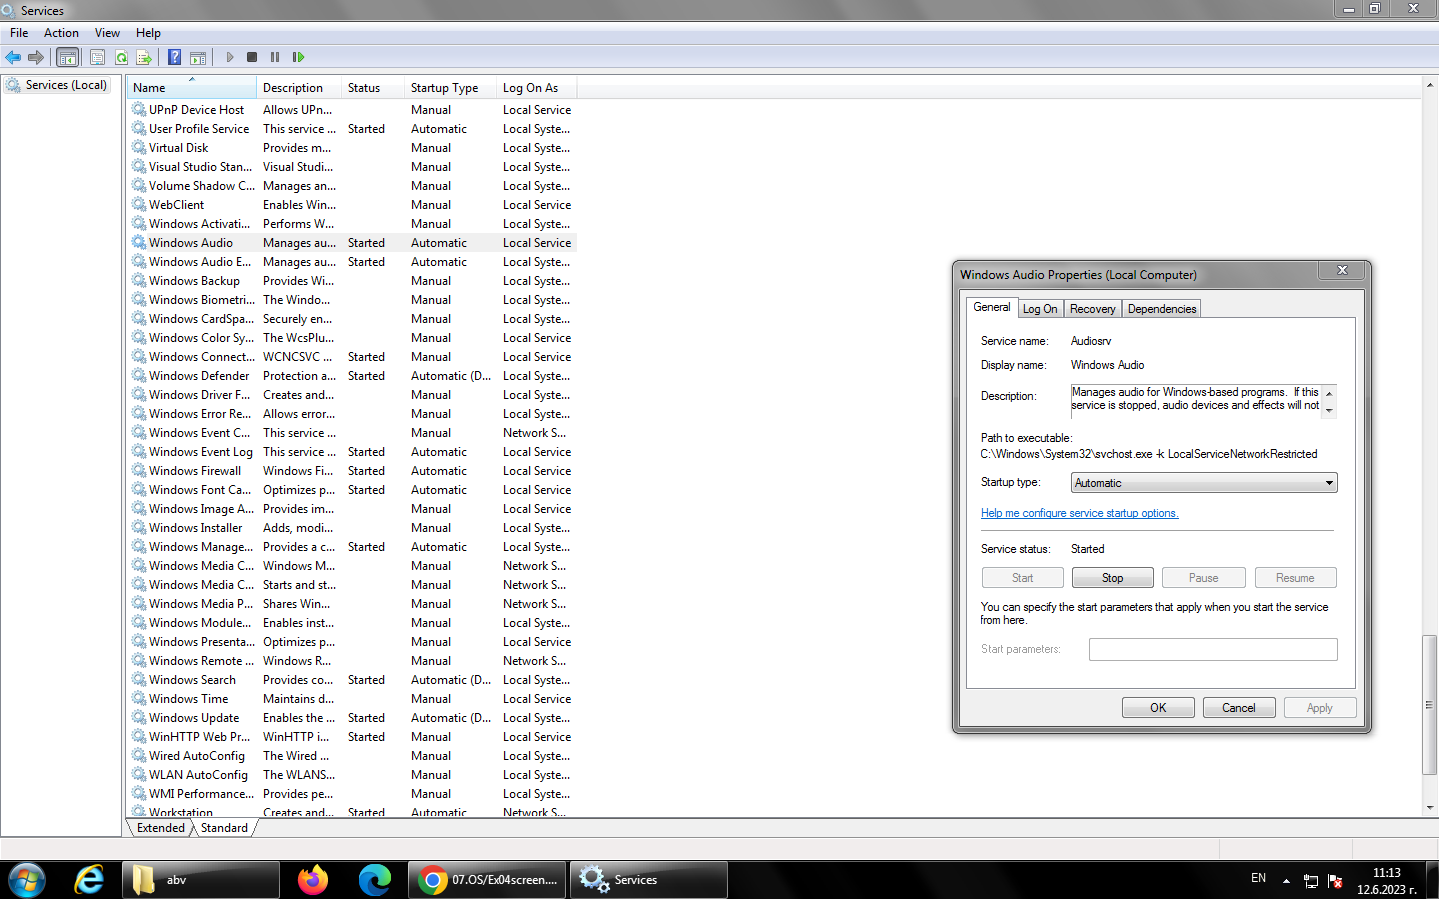 Services
File Action View Help
Services (Local)
Name Description Status Startup Type Log On As
UPnP Device Host Allows UPn... Manual Local Service
User Profile Service This service ... Started Automatic Local Syste...
Virtual Disk Provides m... Manual Local Syste...
Visual Studio Stan... Visual Studi... Manual Local Syste...
Volume Shadow C... Manages an... Manual Local Syste...
WebClient Enables Win... Manual Local Service
Windows Activati... Performs W... Manual Local Syste...
Windows Audio Manages au... Started Automatic Local Service
Windows Audio E... Manages au... Started Automatic Local Syste...
Windows Backup Provides Wi... Manual Local Syste...
Windows Biometri... The Windo... Manual Local Syste...
Windows CardSpa... Securely en... Manual Local Syste...
Windows Color Sy... The WcsPlu... Manual Local Service
Windows Connect... WCNCSVC ... Started Manual Local Service
Windows Defender Protection a... Started Automatic (D... Local Syste...
Windows Driver F... Creates and... Manual Local Syste...
Windows Error Re... Allows error... Manual Local Syste...
Windows Event C... This service ... Manual Network S...
Windows Event Log This service ... Started Automatic Local Service
Windows Firewall Windows Fi... Started Automatic Local Service
Windows Font Ca... Optimizes p... Started Automatic Local Service
Windows Image A... Provides im... Manual Local Service
Windows Installer Adds, modi... Manual Local Syste...
Windows Manage... Provides a c... Started Automatic Local Syste...
Windows Media C... Windows M... Manual Network S...
Windows Media C... Starts and st... Manual Network S...
Windows Media P... Shares Win... Manual Network S...
Windows Module... Enables inst... Manual Local Syste...
Windows Presenta... Optimizes p... Manual Local Service
Windows Remote ... Windows R... Manual Network S...
Windows Search Provides co... Started Automatic (D... Local Syste...
Windows Time Maintains d... Manual Local Service
Windows Update Enables the ... Started Automatic (D... Local Syste...
WinHTTP Web Pr... WinHTTP i... Started Manual Local Service
Wired AutoConfig The Wired ... Manual Local Syste...
WLAN AutoConfig The WLANS... Manual Local Syste...
WMI Performance... Provides pe... Manual Local Syste...
Workstation Creates and... Started Automatic Network S...
Extended Standard
Windows Audio Properties (Local Computer)
General Log On Recovery Dependencies
Service name: Audiosrv
Display name: Windows Audio
Description: Manages audio for Windows-based programs. If this
service is stopped, audio devices and effects will not
Path to executable:
C:\Windows\System32\svchost.exe -k LocalServiceNetworkRestricted
Startup type: Automatic
Help me configure service startup options.
Service status: Started
Start Stop Pause Resume
You can specify the start parameters that apply when you start the service
from here.
Start parameters:
OK Cancel Apply
abv 07.OS/Ex04screen.... Services EN 11:13
12.6.2023 г.